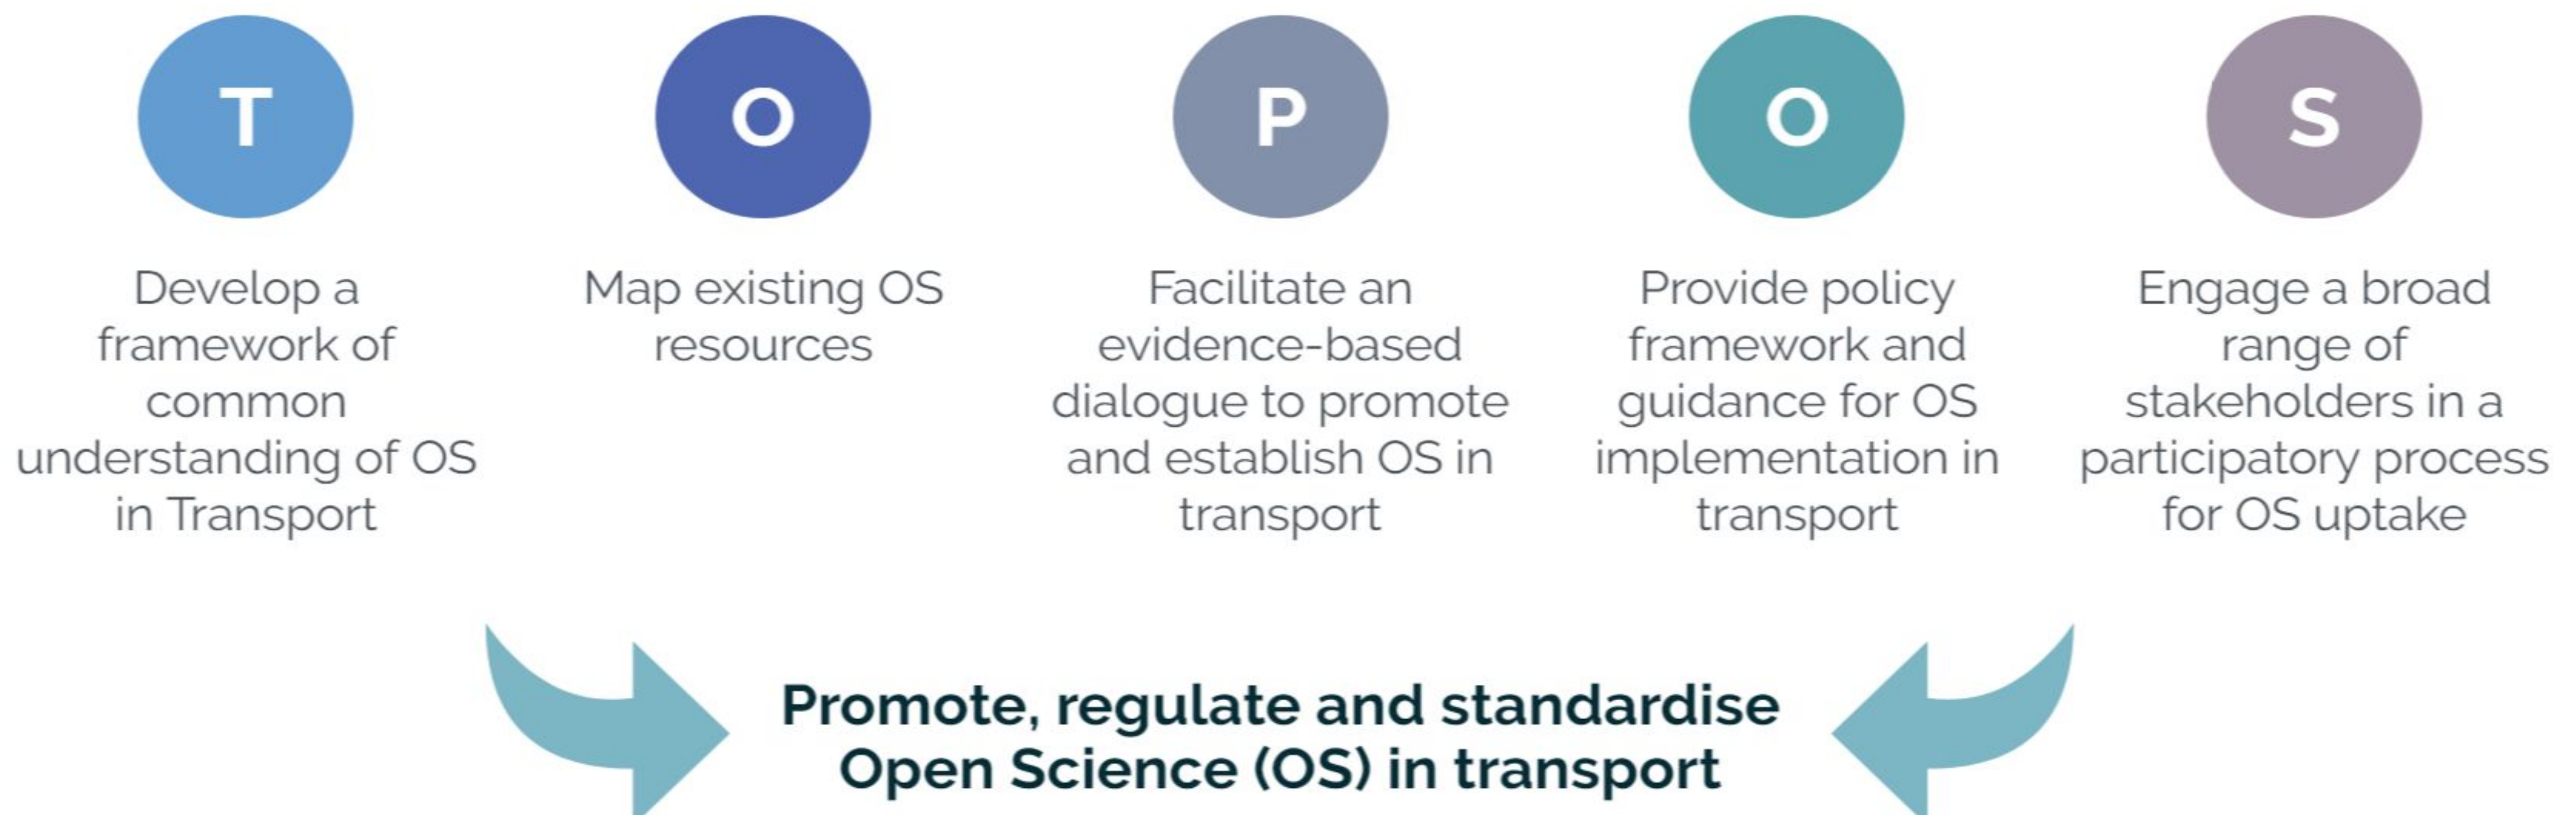 T
Develop a
framework of
common
understanding of OS
in Transport
O
Map existing OS
resources
P
Facilitate an
evidence-based
dialogue to promote
and establish OS in
transport
O
Provide policy
framework and
guidance for OS
implementation in
transport
S
Engage a broad
range of
stakeholders in a
participatory process
for OS uptake
Promote, regulate and standardise
Open Science (OS) in transport